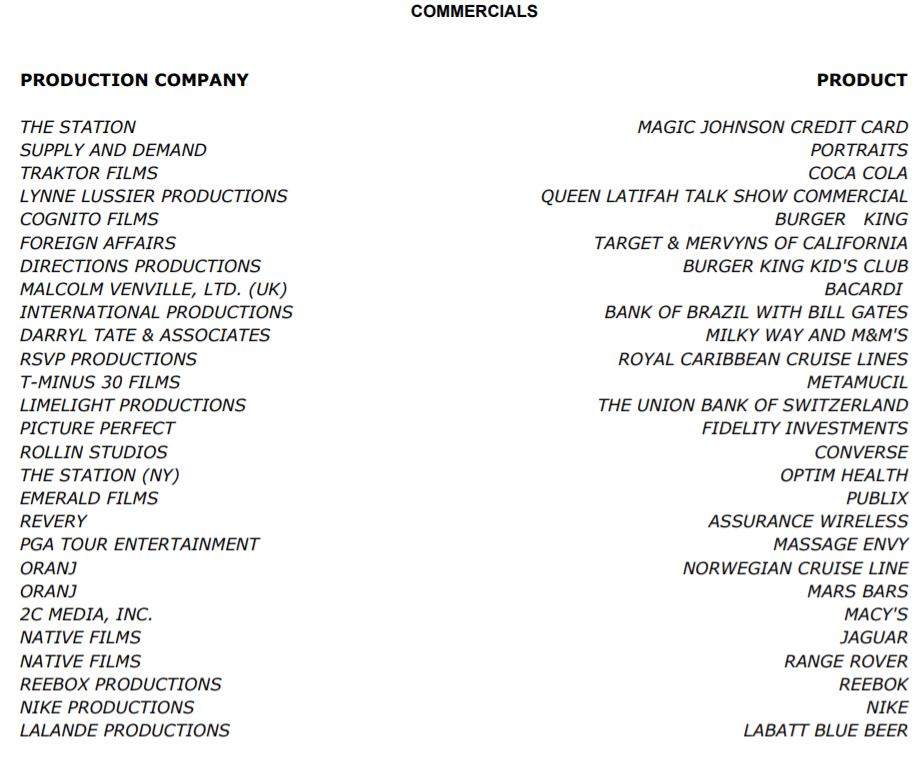 COMMERCIALS
PRODUCTION COMPANY PRODUCT
THE STATION MAGIC JOHNSON CREDIT CARD
SUPPLY AND DEMAND PORTRAITS
TRAKTOR FILMS COCA COLA
LYNNE LUSSIER PRODUCTIONS QUEEN LATIFAH TALK SHOW COMMERCIAL
COGNITO FILMS BURGER KING
FOREIGN AFFAIRS TARGET & MERVYNS OF CALIFORNIA
DIRECTIONS PRODUCTIONS BURGER KING KID'S CLUB
MALCOLM VENVILLE, LTD. (UK) BACARDI
INTERNATIONAL PRODUCTIONS BANK OF BRAZIL WITH BILL GATES
DARRYL TATE & ASSOCIATES MILKY WAY AND M&M'S
RSVP PRODUCTIONS ROYAL CARIBBEAN CRUISE LINES
T-MINUS 30 FILMS METAMUCIL
LIMELIGHT PRODUCTIONS THE UNION BANK OF SWITZERLAND
PICTURE PERFECT FIDELITY INVESTMENTS
ROLLIN STUDIOS CONVERSE
THE STATION (NY) OPTIM HEALTH
EMERALD FILMS PUBLIX
REVERY ASSURANCE WIRELESS
PGA TOUR ENTERTAINMENT MASSAGE ENVY
ORANJ NORWEGIAN CRUISE LINE
ORANJ MARS BARS
2C MEDIA, INC. MACY'S
NATIVE FILMS JAGUAR
NATIVE FILMS RANGE ROVER
REEBOX PRODUCTIONS REEBOK
NIKE PRODUCTIONS NIKE
LALANDE PRODUCTIONS LABATT BLUE BEER